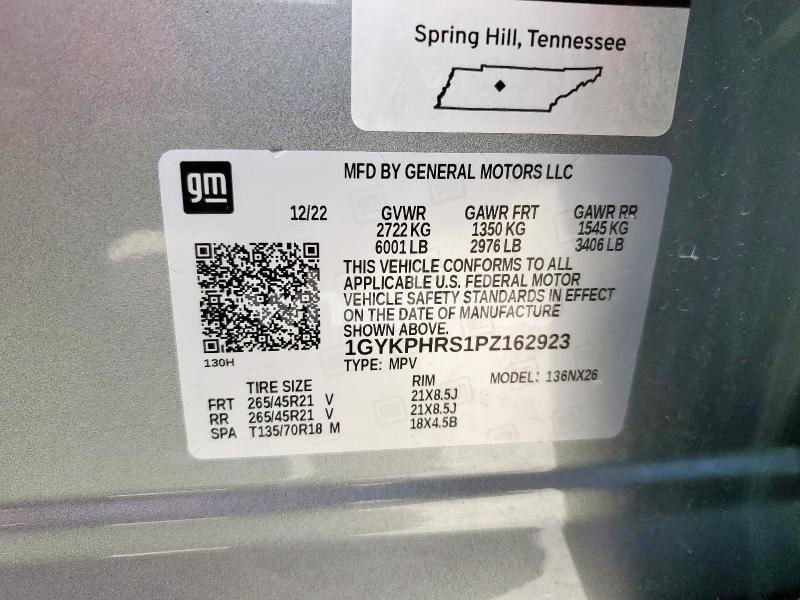 Spring Hill, Tennessee
gm
MFD BY GENERAL MOTORS LLC
12/22 GVWR GAWR FRT GAWR RR
2722 KG 1350 KG 1545 KG
6001 LB 2976 LB 3406 LB
THIS VEHICLE CONFORMS TO ALL
APPLICABLE U.S. FEDERAL MOTOR
VEHICLE SAFETY STANDARDS IN EFFECT
ON THE DATE OF MANUFACTURE
SHOWN ABOVE.
1GYKPHRS1PZ162923
130H
TYPE: MPV
TIRE SIZE RIM MODEL: 136NX26
FRT 265/45R21 V 21X8.5J
RR 265/45R21 V 21X8.5J
SPA T135/70R18 M 18X4.5B